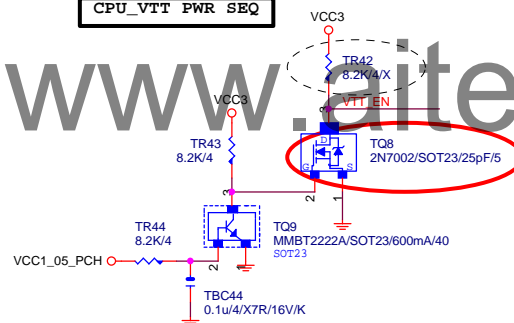 CPU_VTT PWR SEQ
VCC3
TR42
8.2K/4/X
www.aite
VCC3
VTT_EN
3
D
TR43
8.2K/4
TQ8
2N7002/SOT23/25pF/5
G
S
3
2
1
TR44
8.2K/4
TQ9
MMBT2222A/SOT23/600mA/40
SOT23
VCC1_05_PCH
2
1
TBC44
0.1u/4/X7R/16V/K